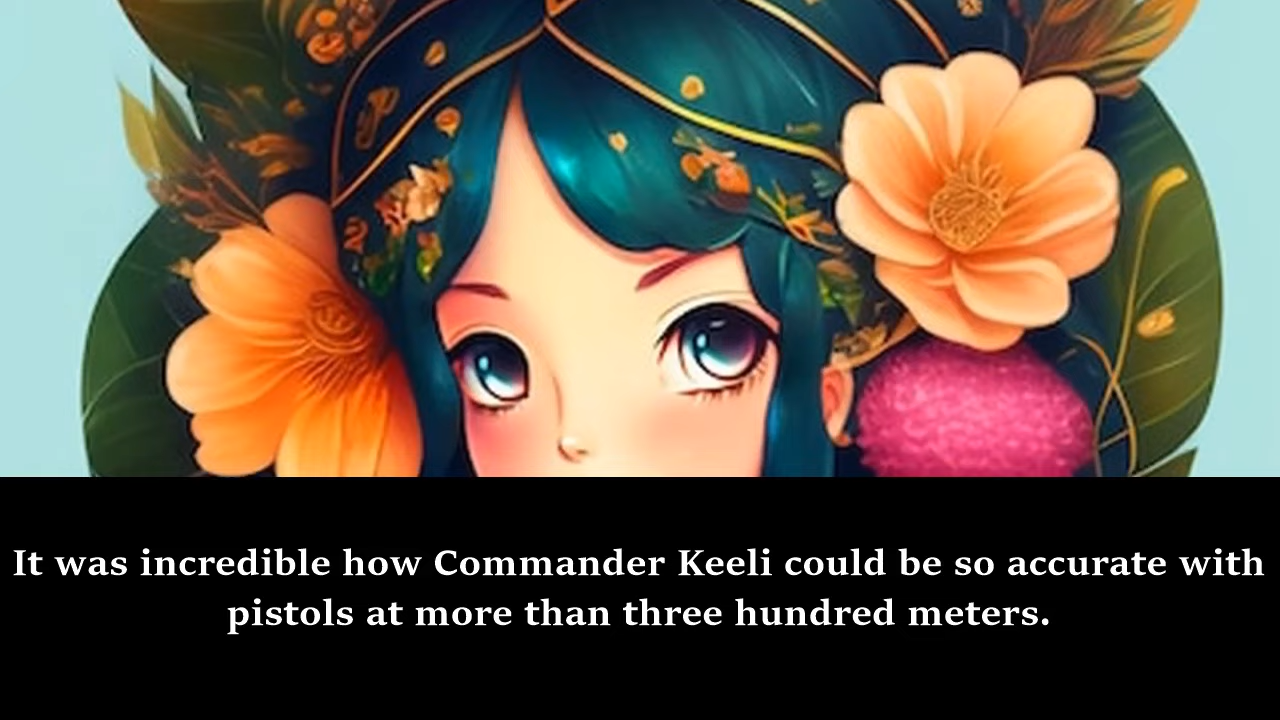 It was incredible how Commander Keeli could be so accurate with
pistols at more than three hundred meters.